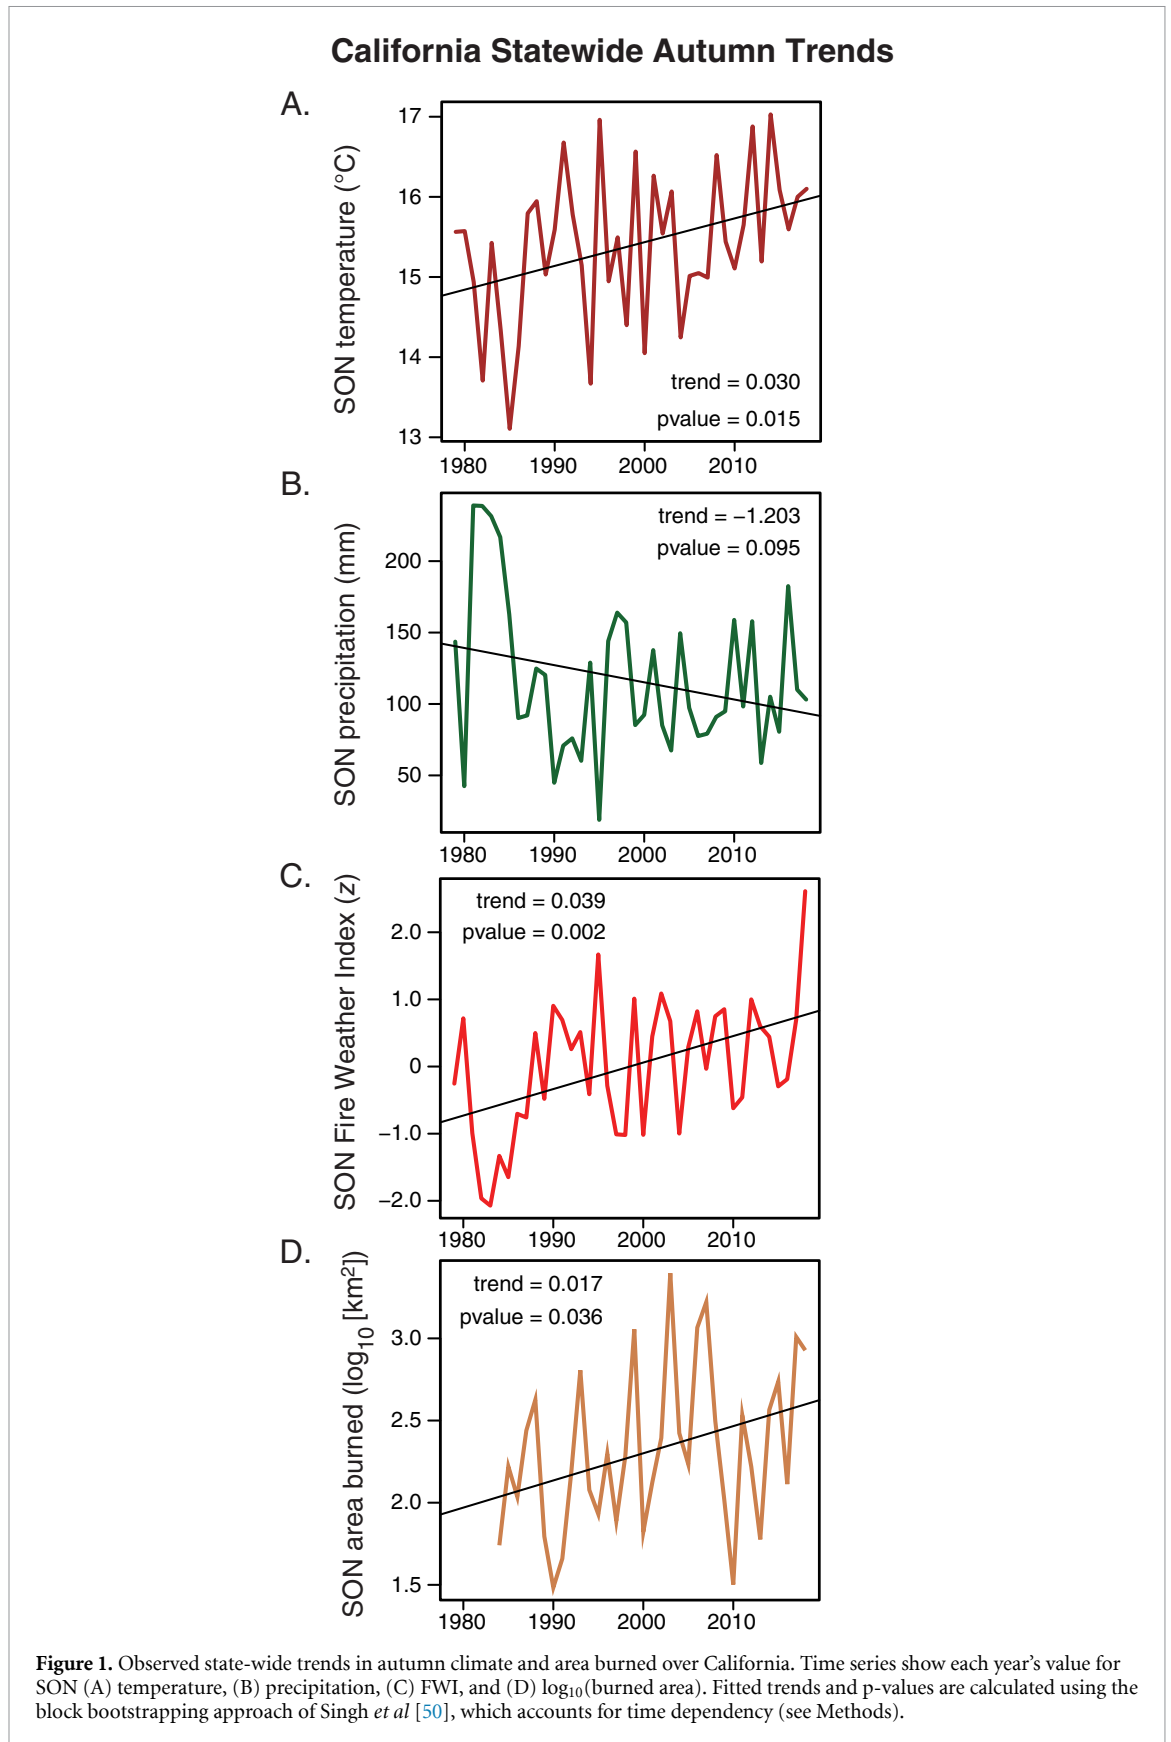 California Statewide Autumn Trends
A.
SON temperature (°C)
17
16
15
14
13
trend = 0.030
pvalue = 0.015
1980 1990 2000 2010
B.
SON precipitation (mm)
200
150
100
50
trend = −1.203
pvalue = 0.095
1980 1990 2000 2010
C.
SON Fire Weather Index (z)
2.0
1.0
0
−1.0
−2.0
trend = 0.039
pvalue = 0.002
1980 1990 2000 2010
D.
SON area burned (log10 [km²])
3.0
2.5
2.0
1.5
trend = 0.017
pvalue = 0.036
1980 1990 2000 2010
Figure 1. Observed state-wide trends in autumn climate and area burned over California. Time series show each year's value for
SON (A) temperature, (B) precipitation, (C) FWI, and (D) log10(burned area). Fitted trends and p-values are calculated using the
block bootstrapping approach of Singh et al [50], which accounts for time dependency (see Methods).